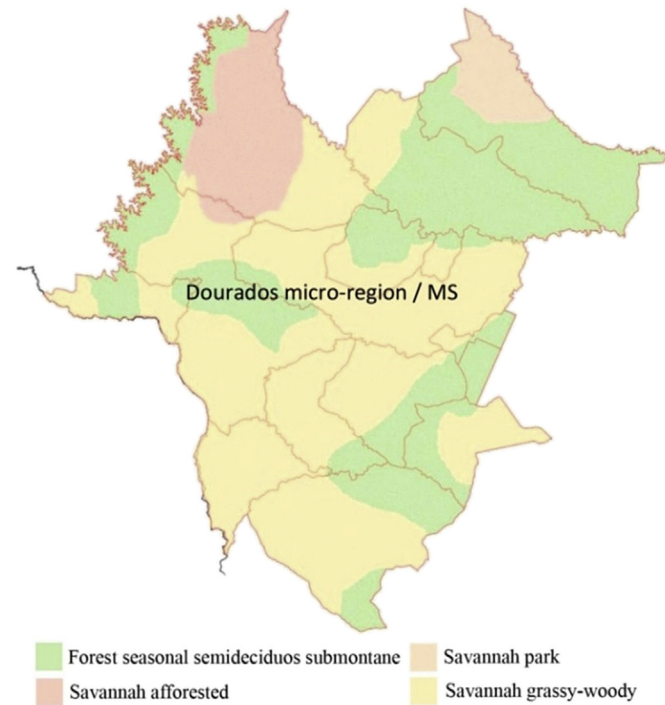 Dourados micro-region / MS
Forest seasonal semideciduos submontane
Savannah park
Savannah afforested
Savannah grassy-woody